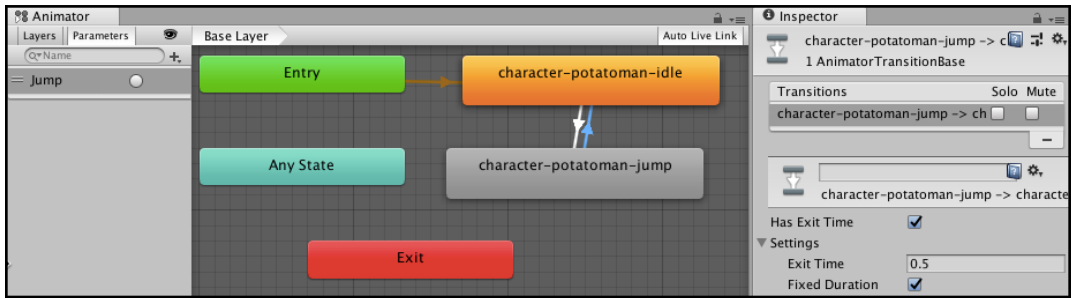 Animator
Layers Parameters
Name
Jump
Base Layer
Auto Live Link
Entry
character-potatoman-idle
Any State
character-potatoman-jump
Exit
Inspector
character-potatoman-jump -> c
1 AnimatorTransitionBase
Transitions Solo Mute
character-potatoman-jump -> ch
character-potatoman-jump -> characte
Has Exit Time
Settings
Exit Time 0.5
Fixed Duration